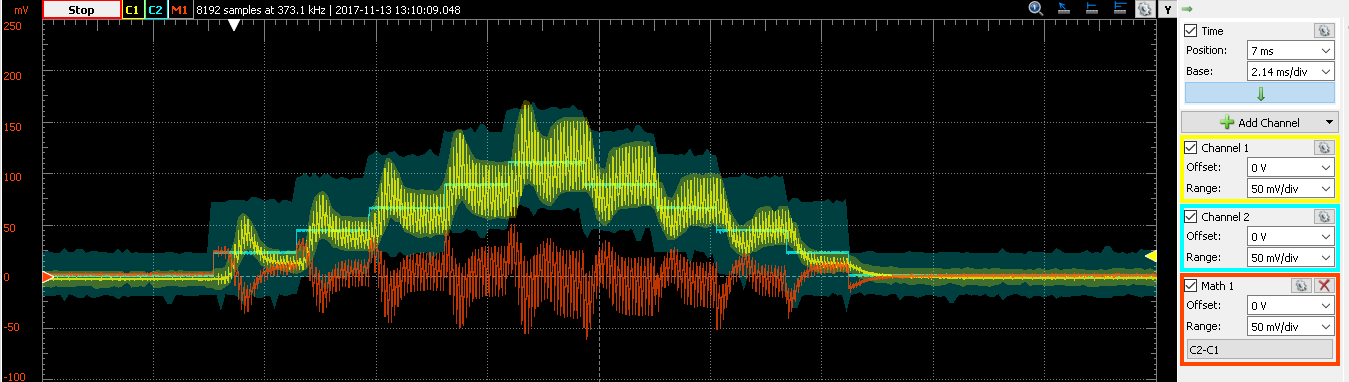 mV Stop C1 C2 M1 8192 samples at 373.1 kHz | 2017-11-13 13:10:09.048 Y
250
200
150
100
50
0
-50
-100
Time
Position: 7 ms
Base: 2.14 ms/div
Add Channel
Channel 1
Offset: 0 V
Range: 50 mV/div
Channel 2
Offset: 0 V
Range: 50 mV/div
Math 1
Offset: 0 V
Range: 50 mV/div
C2-C1